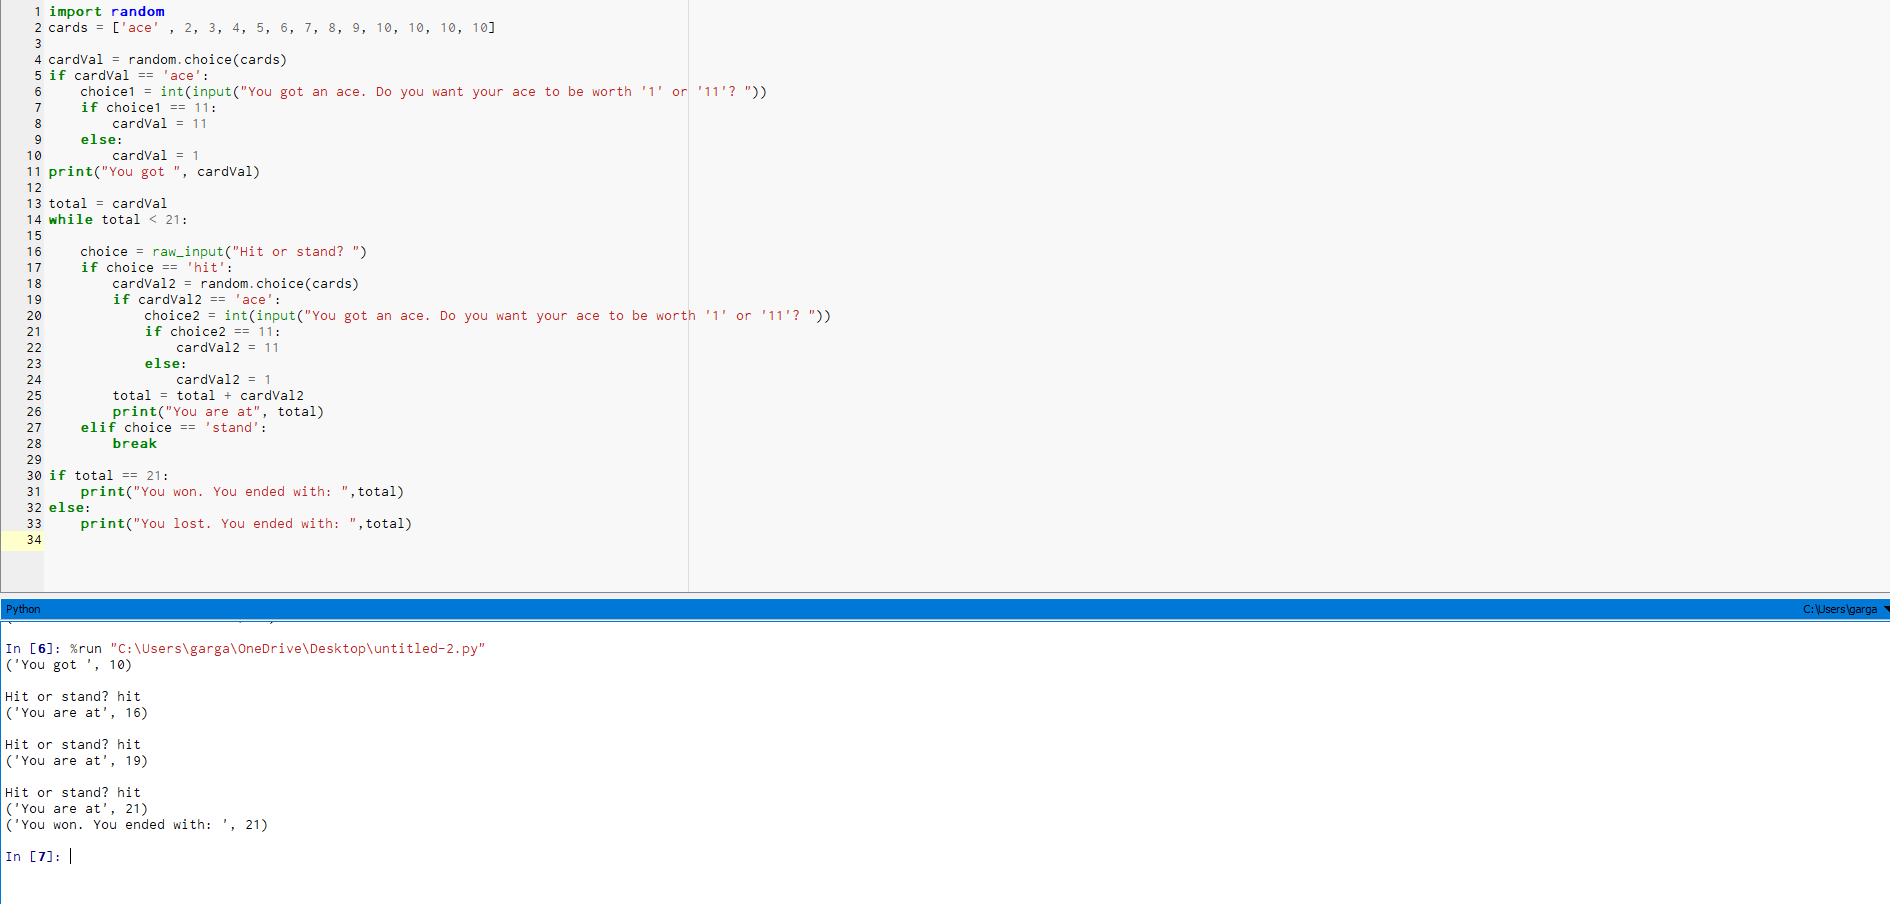 1 import random
2 cards = ['ace' , 2, 3, 4, 5, 6, 7, 8, 9, 10, 10, 10, 10]
3
4 cardVal = random.choice(cards)
5 if cardVal == 'ace':
6     choice1 = int(input("You got an ace. Do you want your ace to be worth '1' or '11'? "))
7     if choice1 == 11:
8         cardVal = 11
9     else:
10         cardVal = 1
11 print("You got ", cardVal)
12
13 total = cardVal
14 while total < 21:
15
16     choice = raw_input("Hit or stand? ")
17     if choice == 'hit':
18         cardVal2 = random.choice(cards)
19         if cardVal2 == 'ace':
20             choice2 = int(input("You got an ace. Do you want your ace to be worth '1' or '11'? "))
21             if choice2 == 11:
22                 cardVal2 = 11
23             else:
24                 cardVal2 = 1
25         total = total + cardVal2
26         print("You are at", total)
27     elif choice == 'stand':
28         break
29
30 if total == 21:
31     print("You won. You ended with: ",total)
32 else:
33     print("You lost. You ended with: ",total)
34
Python C:\Users\garga
In [6]: %run "C:\Users\garga\OneDrive\Desktop\untitled-2.py"
('You got ', 10)
Hit or stand? hit
('You are at', 16)
Hit or stand? hit
('You are at', 19)
Hit or stand? hit
('You are at', 21)
('You won. You ended with: ', 21)
In [7]: